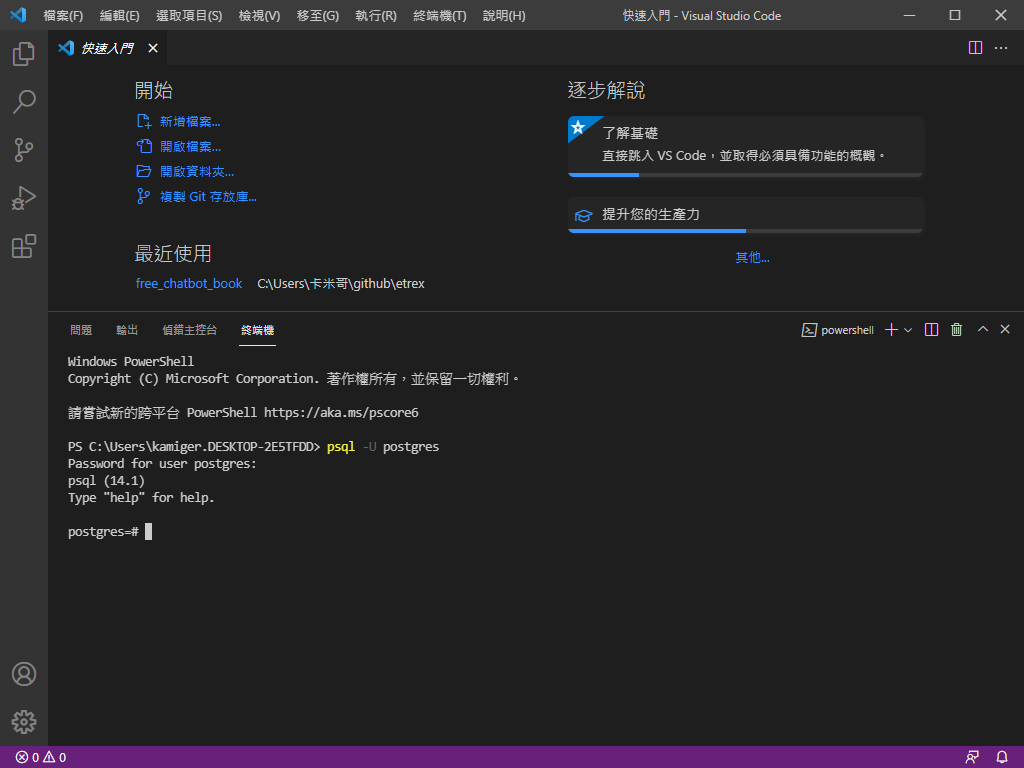 檔案(F) 編輯(E) 選取項目(S) 檢視(V) 移至(G) 執行(R) 終端機(T) 說明(H) 快速入門 - Visual Studio Code
快速入門
開始
新增檔案...
開啟檔案...
開啟資料夾...
複製 Git 存放庫...
最近使用
free_chatbot_book C:\Users\卡米哥\github\etrex
逐步解說
了解基礎
直接跳入 VS Code，並取得必須具備功能的概觀。
提升您的生產力
其他...
問題 輸出 偵錯主控台 終端機 powershell
Windows PowerShell
Copyright (C) Microsoft Corporation. 著作權所有，並保留一切權利。
請嘗試新的跨平台 PowerShell https://aka.ms/pscore6
PS C:\Users\kamiger.DESKTOP-2E5TFDD> psql -U postgres
Password for user postgres:
psql (14.1)
Type "help" for help.
postgres=#
0 0